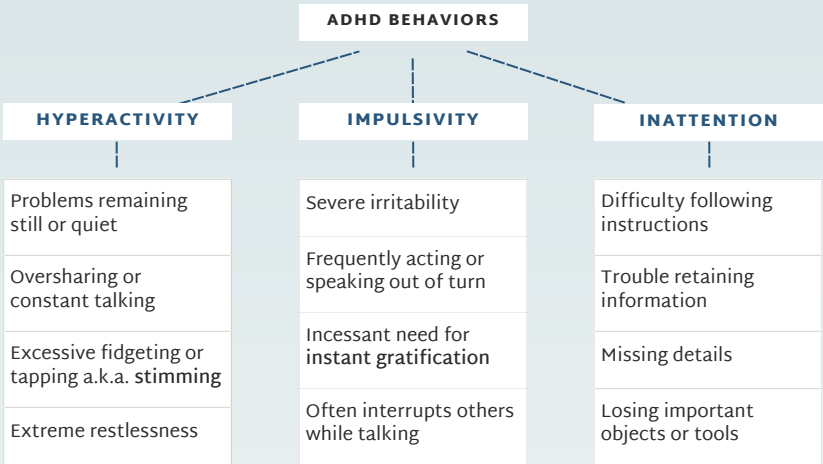 ADHD BEHAVIORS
HYPERACTIVITY
Problems remaining
still or quiet
Oversharing or
constant talking
Excessive fidgeting or
tapping a.k.a. stimming
Extreme restlessness
IMPULSIVITY
Severe irritability
Frequently acting or
speaking out of turn
Incessant need for
instant gratification
Often interrupts others
while talking
INATTENTION
Difficulty following
instructions
Trouble retaining
information
Missing details
Losing important
objects or tools